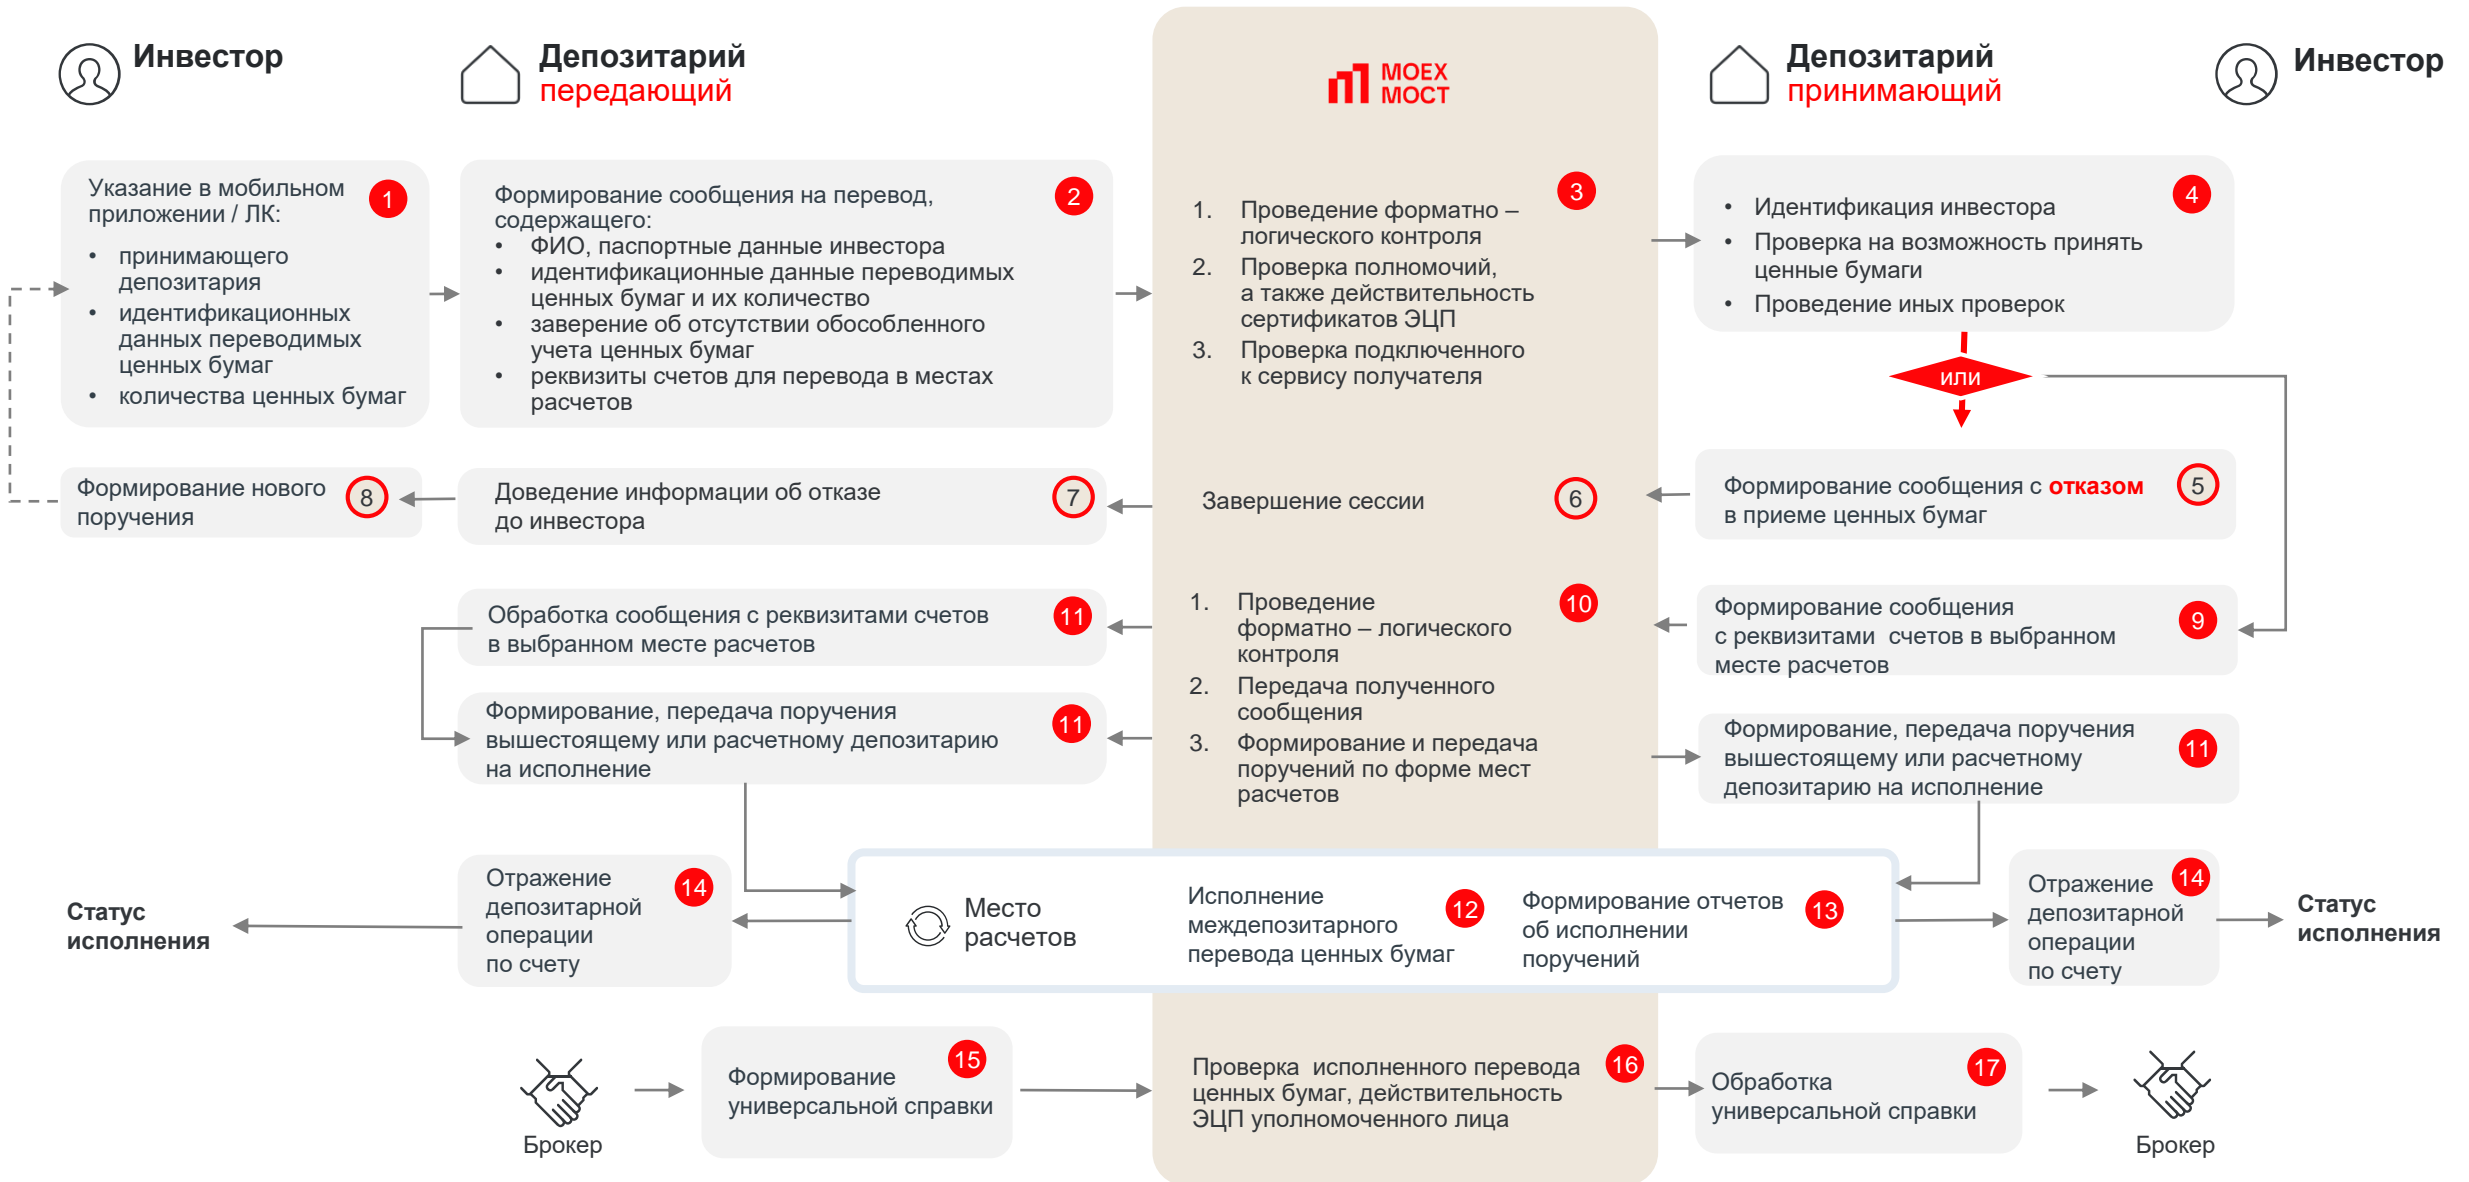 Инвестор
Депозитарий
передающий
MOEX
МОСТ
Депозитарий
принимающий
Инвестор
Указание в мобильном
приложении / ЛК:
1
• принимающего
депозитария
• идентификационных
данных переводимых
ценных бумаг
• количества ценных бумаг
Формирование сообщения на перевод,
содержащего:
2
• ФИО, паспортные данные инвестора
• идентификационные данные переводимых
ценных бумаг и их количество
• заверение об отсутствии обособленного
учета ценных бумаг
• реквизиты счетов для перевода в местах
расчетов
3
1. Проведение форматно –
логического контроля
2. Проверка полномочий,
а также действительность
сертификатов ЭЦП
3. Проверка подключенного
к сервису получателя
4
• Идентификация инвестора
• Проверка на возможность принять
ценные бумаги
• Проведение иных проверок
или
Формирование нового
поручения
8
Доведение информации об отказе
до инвестора
7
Завершение сессии
6
Формирование сообщения с отказом
в приеме ценных бумаг
5
Обработка сообщения с реквизитами счетов
в выбранном месте расчетов
11
1. Проведение
форматно – логического
контроля
2. Передача полученного
сообщения
3. Формирование и передача
поручений по форме мест
расчетов
10
Формирование сообщения
с реквизитами счетов в выбранном
месте расчетов
9
Формирование, передача поручения
вышестоящему или расчетному депозитарию
на исполнение
11
Формирование, передача поручения
вышестоящему или расчетному
депозитарию на исполнение
11
Статус
исполнения
Отражение
депозитарной
операции
по счету
14
Место
расчетов
Исполнение
междепозитарного
перевода ценных бумаг
12
Формирование отчетов
об исполнении
поручений
13
Отражение
депозитарной
операции
по счету
14
Статус
исполнения
Брокер
Формирование
универсальной справки
15
Проверка исполненного перевода
ценных бумаг, действительность
ЭЦП уполномоченного лица
16
Обработка
универсальной справки
17
Брокер